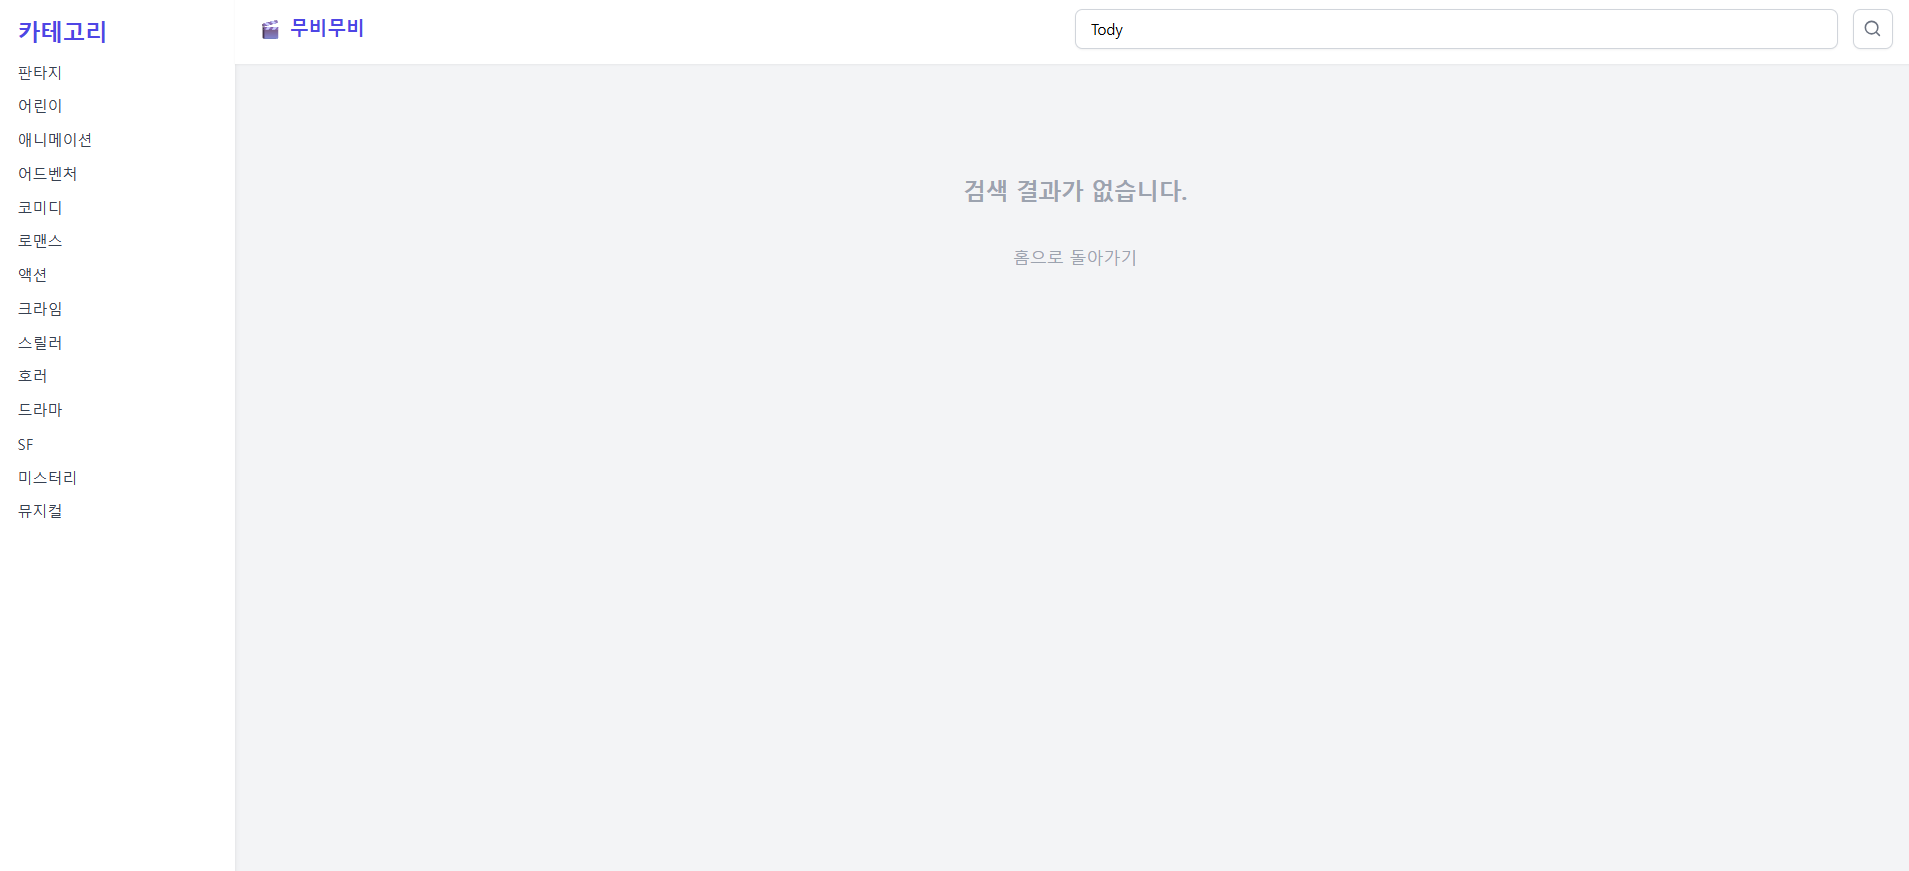 카테고리
판타지
어린이
애니메이션
어드벤처
코미디
로맨스
액션
크라임
스릴러
호러
드라마
SF
미스터리
뮤지컬
무비무비
Tody
검색 결과가 없습니다.
홈으로 돌아가기